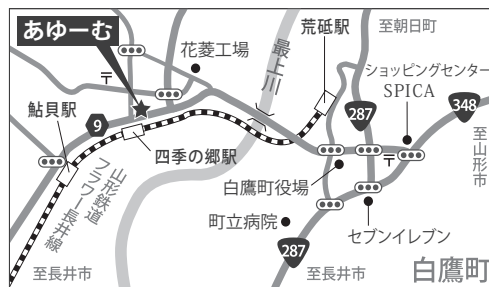 あゆーむ
花菱工場
最上川
荒砥駅
至朝日町
ショッピングセンター
SPICA
348
至山形市
287
鮎貝駅
9
四季の郷駅
山形鉄道
フラワー長井線
白鷹町役場
町立病院
セブンイレブン
287
至長井市
至長井市
白鷹町